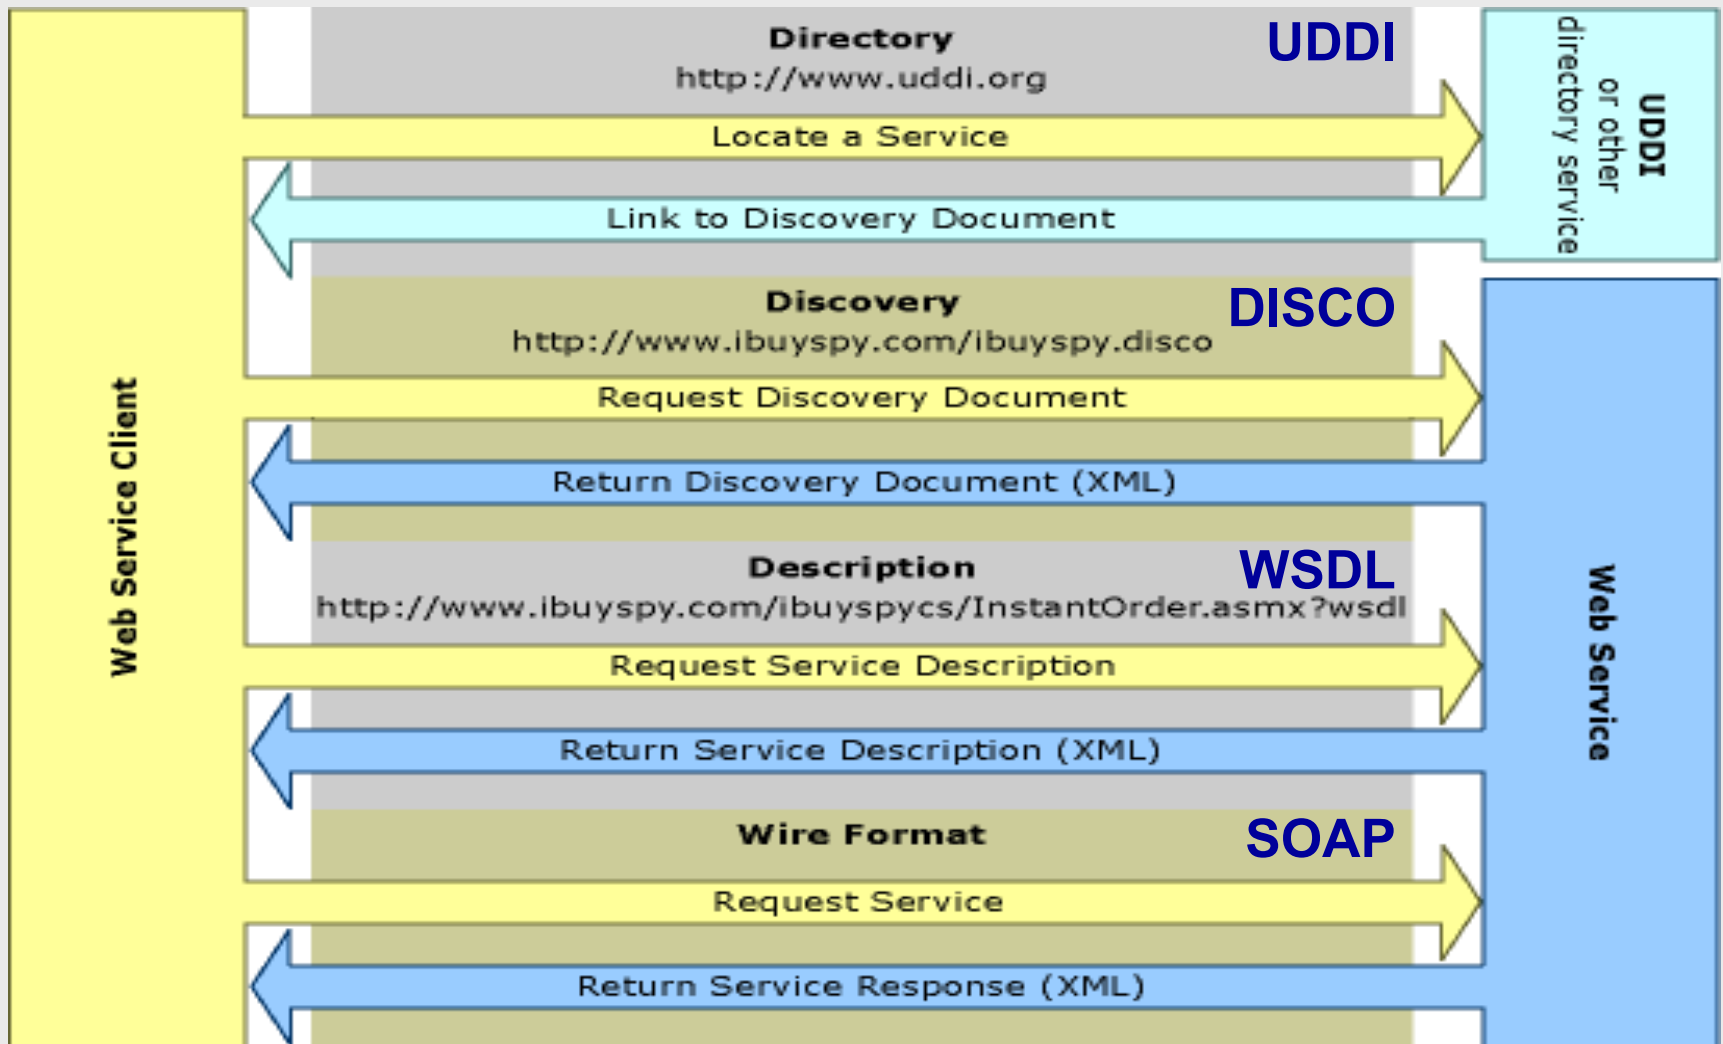 Directory
UDDI
http://www.uddi.org
Locate a Service
Link to Discovery Document
UDDI
or other
directory service
Discovery
DISCO
http://www.ibuyspy.com/ibuyspy.disco
Request Discovery Document
Return Discovery Document (XML)
Web Service Client
Description
WSDL
http://www.ibuyspy.com/ibuyspycs/InstantOrder.asmx?wsdl
Request Service Description
Return Service Description (XML)
Web Service
Wire Format
SOAP
Request Service
Return Service Response (XML)